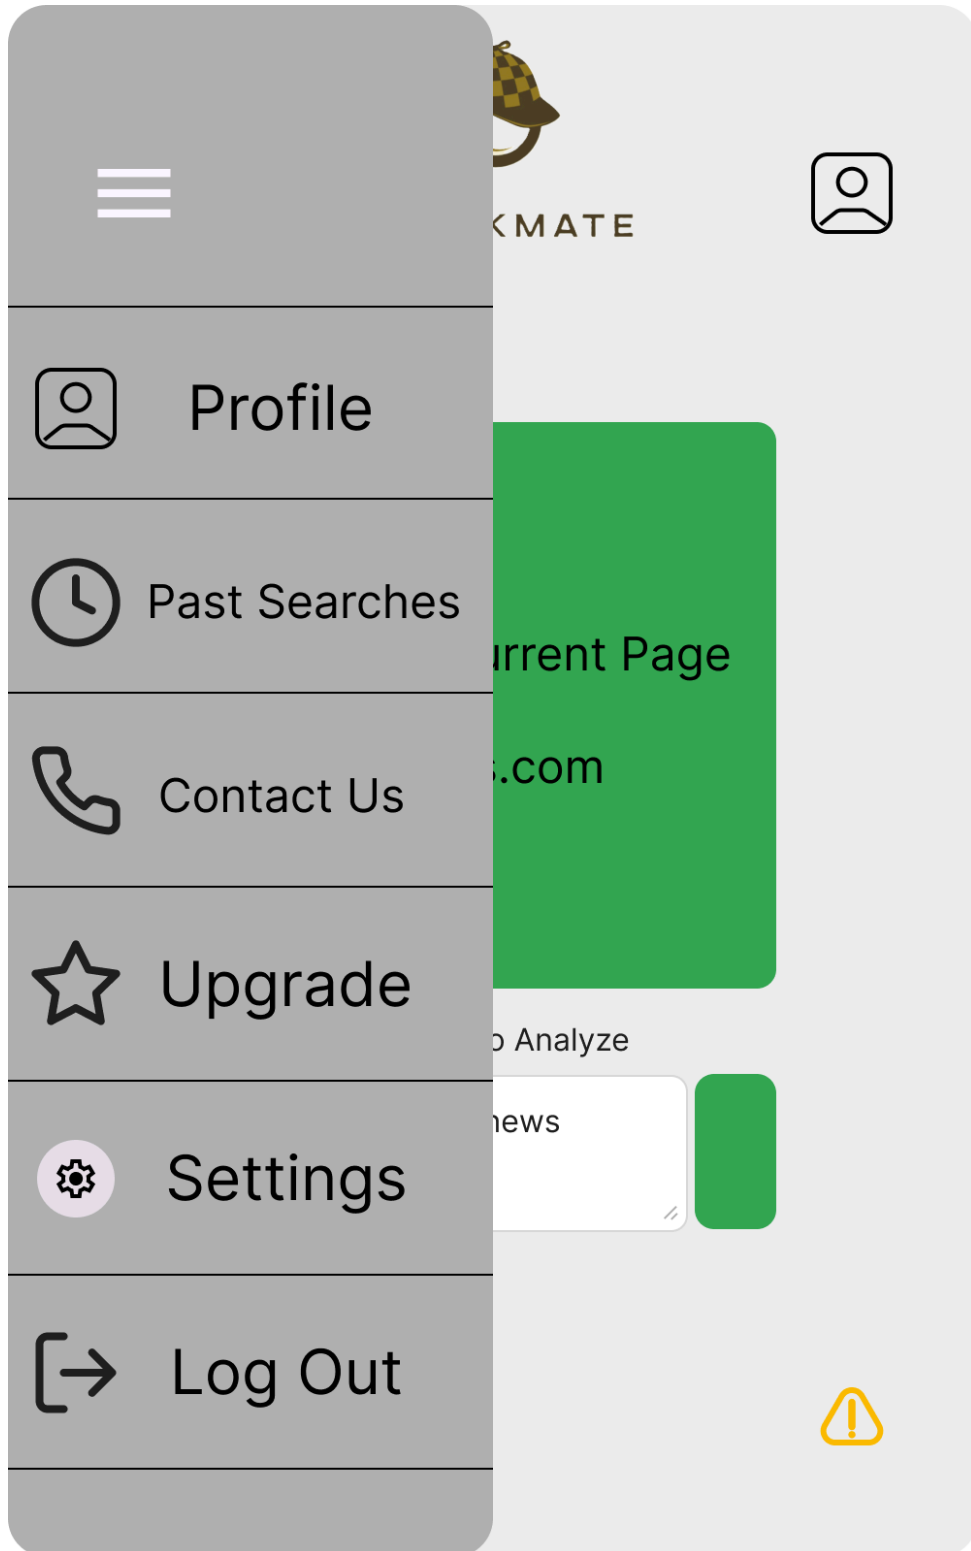 KMATE
Profile
Past Searches
urrent Page
Contact Us
s.com
Upgrade
o Analyze
news
Settings
Log Out